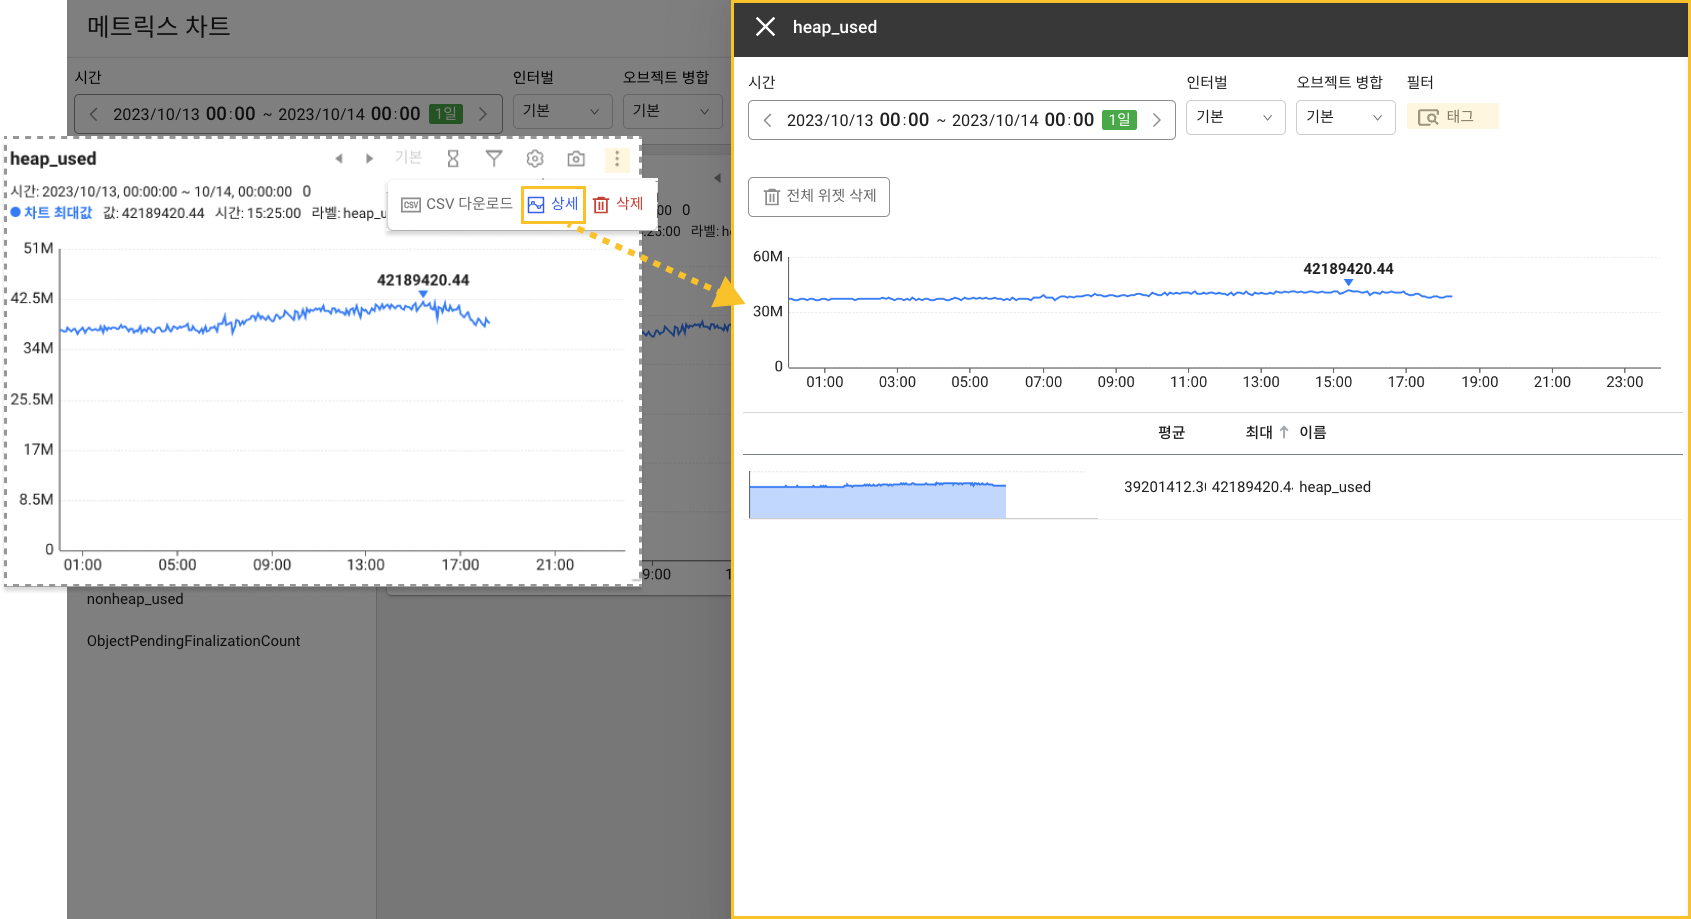 메트릭스 차트
시간
인터벌
오브젝트 병합
2023/10/13 00:00 ~ 2023/10/14 00:00 1일
기본
기본
heap_used
기본
시간: 2023/10/13, 00:00:00 ~ 10/14, 00:00:00 0
차트 최대값 값: 42189420.44 시간: 15:25:00 라벨: heap_u
CSV CSV 다운로드
상세
삭제
:00 0
:25:00 라벨: he
51M
42.5M
34M
25.5M
17M
8.5M
0
42189420.44
01:00 05:00 09:00 13:00 17:00 21:00
9:00
nonheap_used
ObjectPendingFinalizationCount
heap_used
시간
인터벌
오브젝트 병합
필터
2023/10/13 00:00 ~ 2023/10/14 00:00 1일
기본
기본
태그
전체 위젯 삭제
60M
30M
0
42189420.44
01:00 03:00 05:00 07:00 09:00 11:00 13:00 15:00 17:00 19:00 21:00 23:00
평균 최대 이름
39201412.3 42189420.4 heap_used